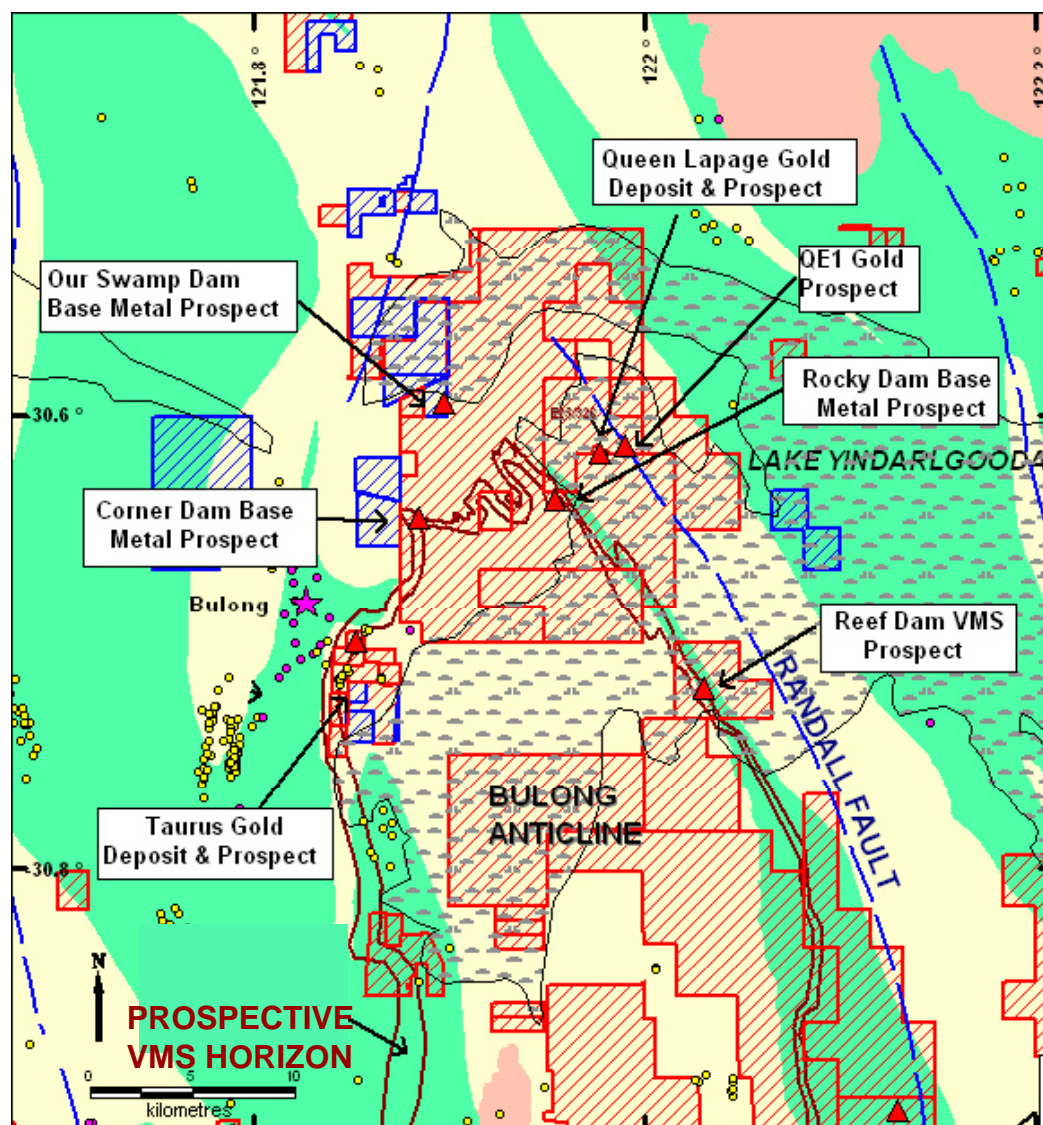 121.8 °
122 °
122.2 °
Queen Lapage Gold
Deposit & Prospect
QE1 Gold
Prospect
Our Swamp Dam
Base Metal Prospect
Rocky Dam Base
Metal Prospect
30.6 °
LAKE YINDARLGOODA
Corner Dam Base
Metal Prospect
Bulong
Reef Dam VMS
Prospect
RANDALL FAULT
BULONG
ANTICLINE
Taurus Gold
Deposit & Prospect
30.8 °
N
PROSPECTIVE
VMS HORIZON
0 5 10
kilometres